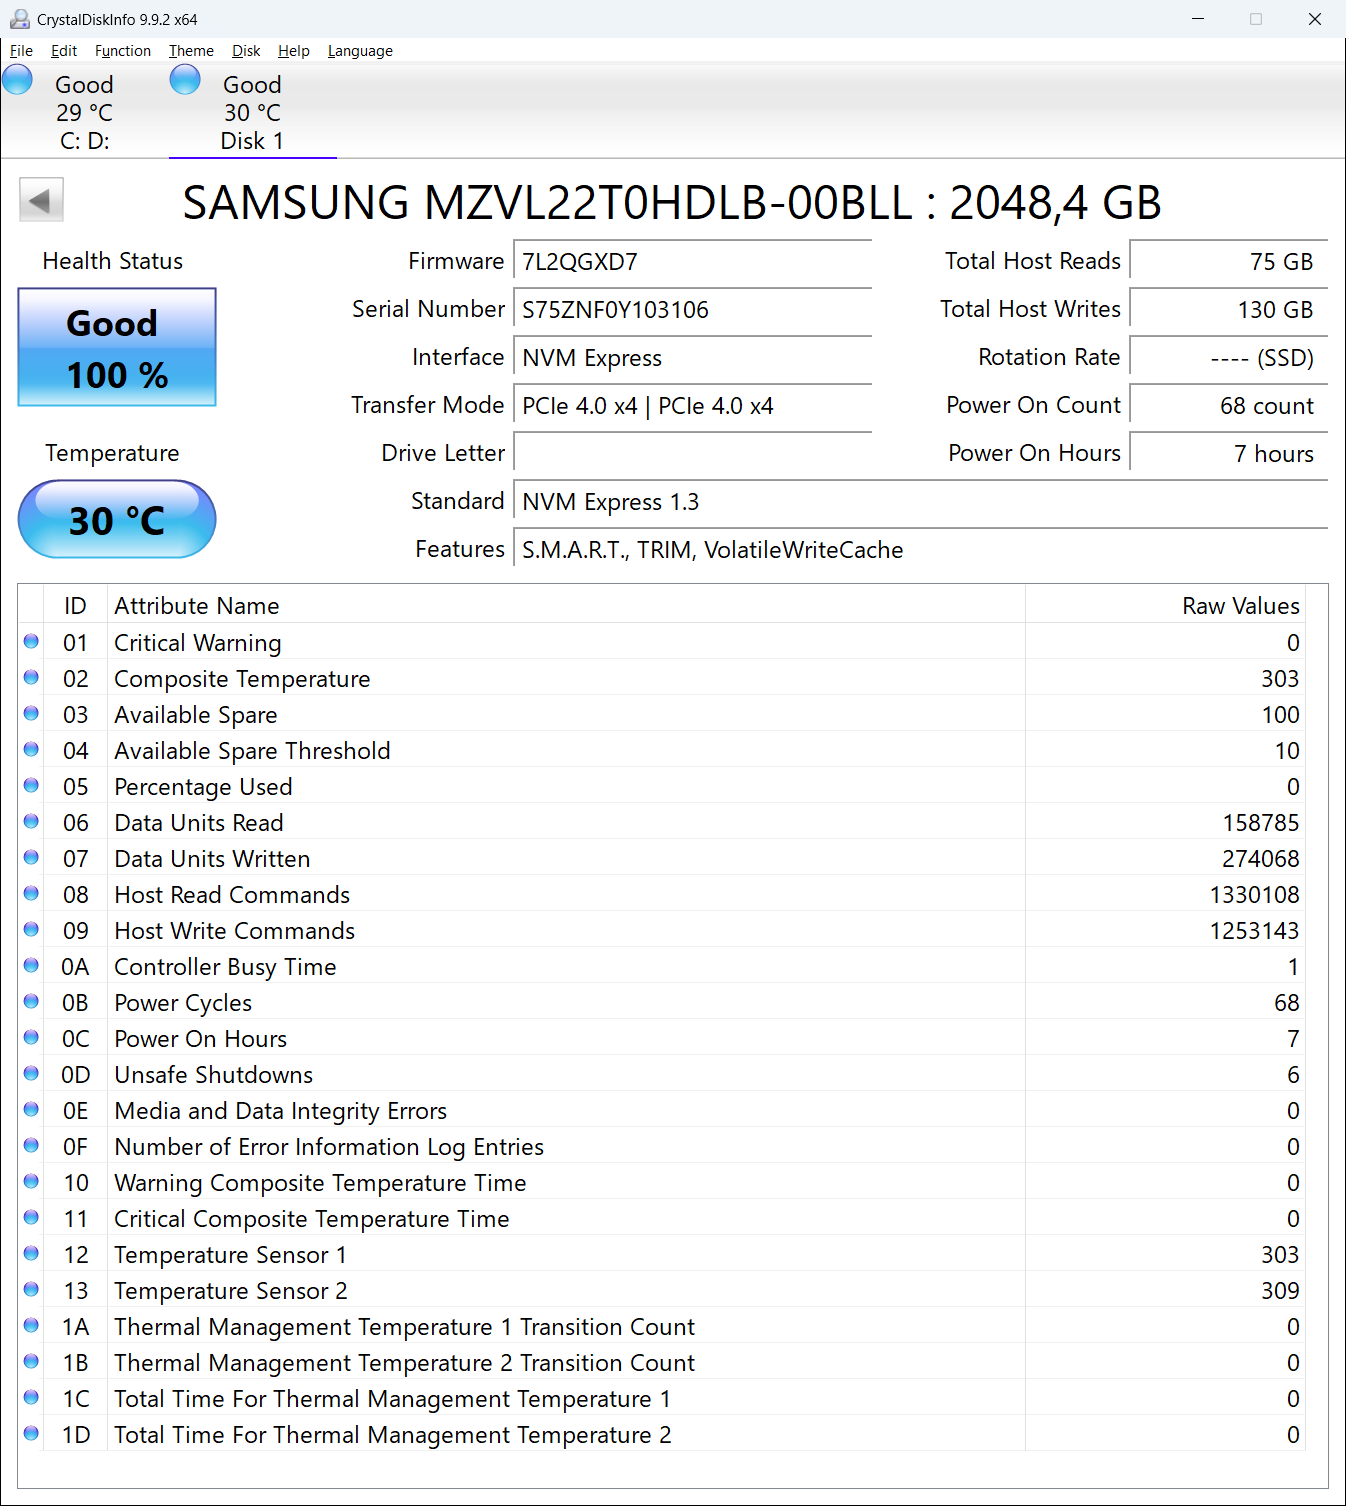 CrystalDiskInfo 9.9.2 x64
File Edit Function Theme Disk Help Language
Good Good
29 °C 30 °C
C: D: Disk 1
SAMSUNG MZVL22T0HDLB-00BLL : 2048,4 GB
Health Status
Good
100 %
Temperature
30 °C
Firmware 7L2QGXD7
Serial Number S75ZNF0Y103106
Interface NVM Express
Transfer Mode PCIe 4.0 x4 | PCIe 4.0 x4
Drive Letter
Standard NVM Express 1.3
Features S.M.A.R.T., TRIM, VolatileWriteCache
Total Host Reads 75 GB
Total Host Writes 130 GB
Rotation Rate ---- (SSD)
Power On Count 68 count
Power On Hours 7 hours
ID Attribute Name Raw Values
01 Critical Warning 0
02 Composite Temperature 303
03 Available Spare 100
04 Available Spare Threshold 10
05 Percentage Used 0
06 Data Units Read 158785
07 Data Units Written 274068
08 Host Read Commands 1330108
09 Host Write Commands 1253143
0A Controller Busy Time 1
0B Power Cycles 68
0C Power On Hours 7
0D Unsafe Shutdowns 6
0E Media and Data Integrity Errors 0
0F Number of Error Information Log Entries 0
10 Warning Composite Temperature Time 0
11 Critical Composite Temperature Time 0
12 Temperature Sensor 1 303
13 Temperature Sensor 2 309
1A Thermal Management Temperature 1 Transition Count 0
1B Thermal Management Temperature 2 Transition Count 0
1C Total Time For Thermal Management Temperature 1 0
1D Total Time For Thermal Management Temperature 2 0